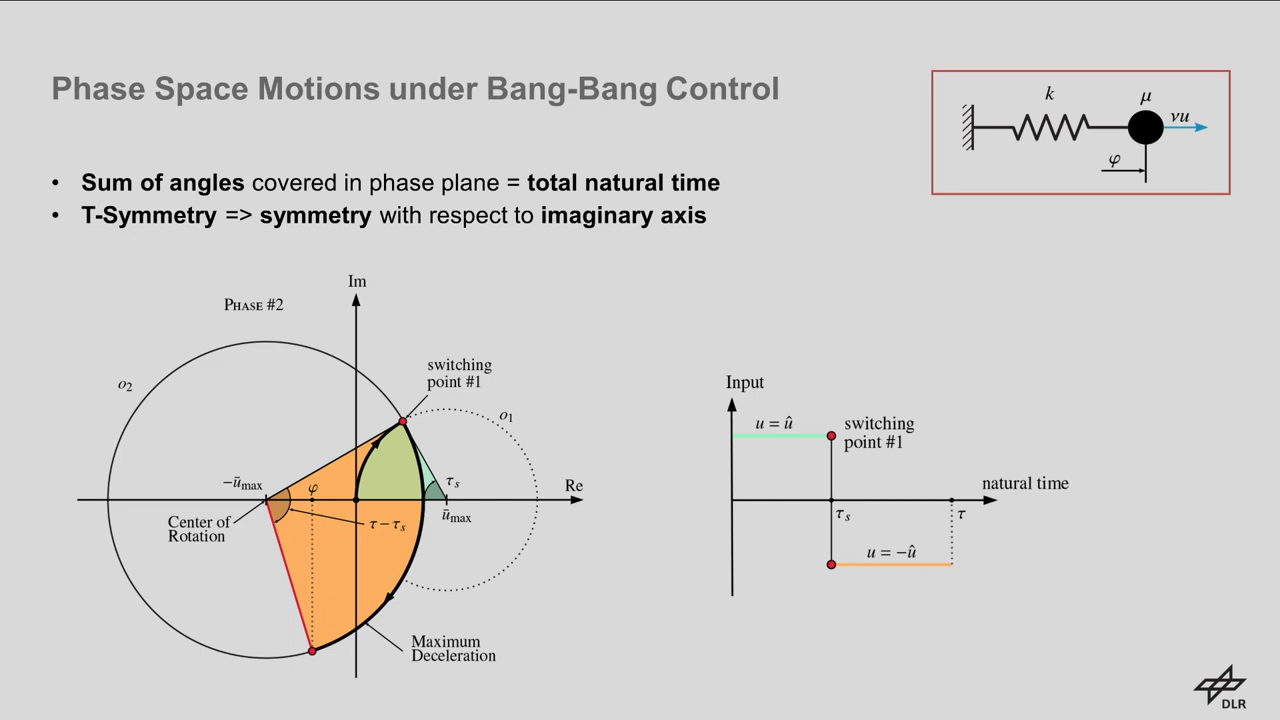 Phase Space Motions under Bang-Bang Control
k
μ
νu
φ
• Sum of angles covered in phase plane = total natural time
• T-Symmetry => symmetry with respect to imaginary axis
Im
PHASE #2
switching
point #1
o₂
o₁
−ūmax
φ
τₛ
Re
ūmax
Center of
Rotation
τ − τₛ
Maximum
Deceleration
Input
u = û
switching
point #1
natural time
τₛ
τ
u = −û
DLR